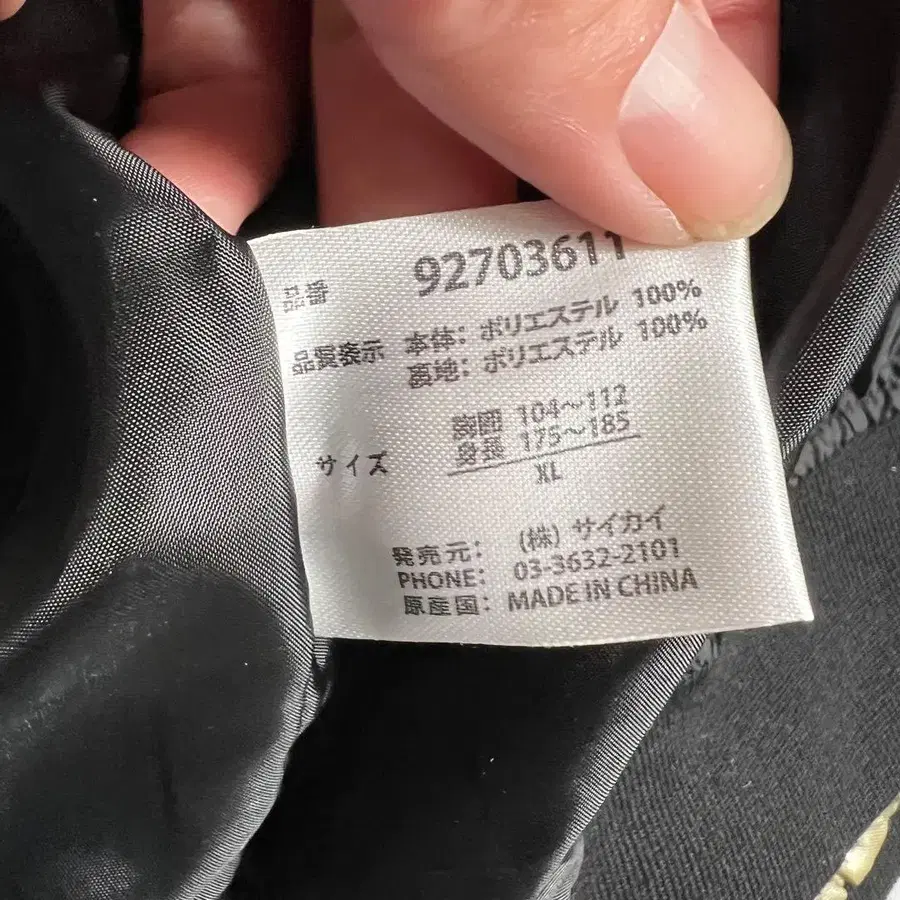 品番 92703611
品質表示 本体: ポリエステル 100%
裏地: ポリエステル 100%
サイズ 胸囲 104～112
身長 175～185
XL
発売元: (株) サイカイ
PHONE: 03-3632-2101
原産国: MADE IN CHINA